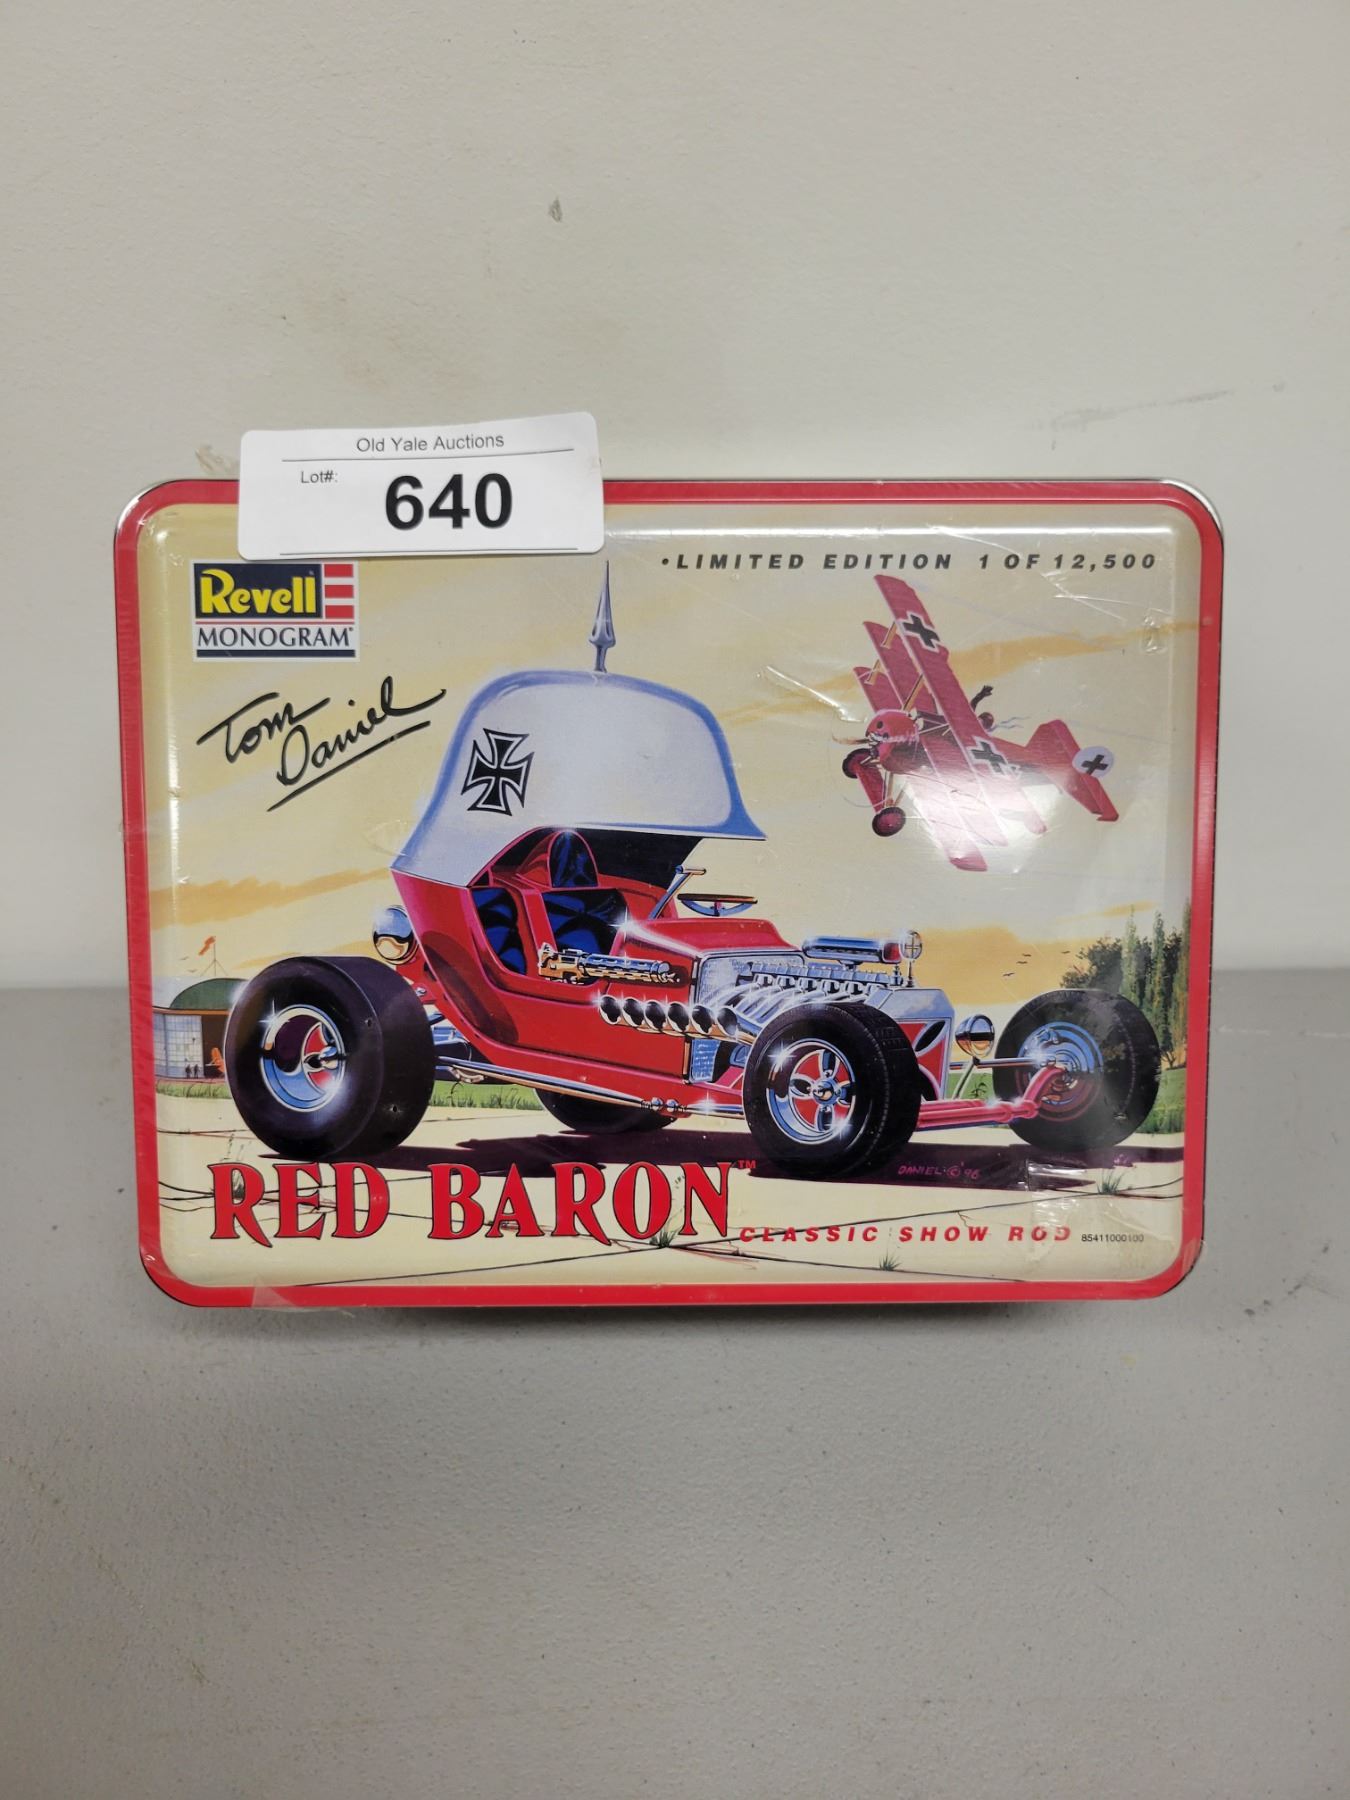 Old Yale Auctions
Lot#:
640
•LIMITED EDITION 1 OF 12,500
Revell
MONOGRAM
Tom
Daniel
DANIEL © '96
RED BARON™
CLASSIC SHOW ROD
85411000100